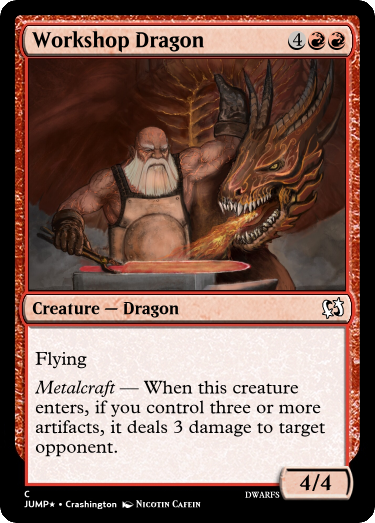 Workshop Dragon 4
Creature — Dragon
Flying
Metalcraft — When this creature
enters, if you control three or more
artifacts, it deals 3 damage to target
opponent.
4/4
C
DWARFS
JUMP★ • Crashington Nicotin Cafein